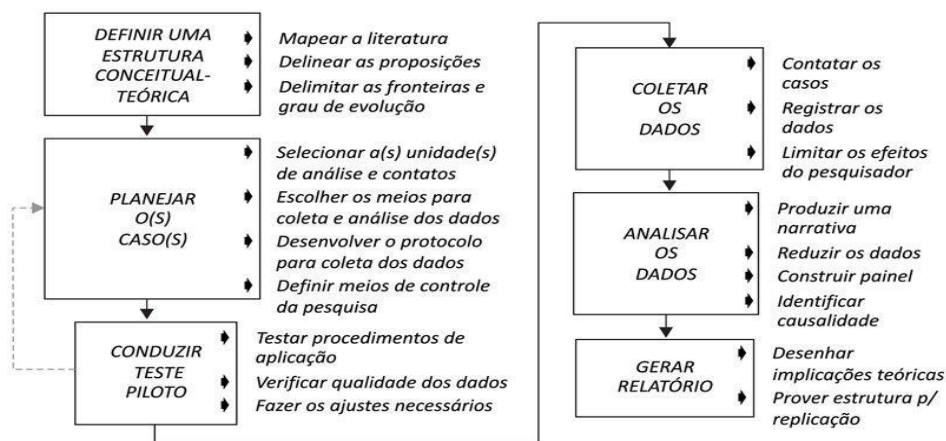 DEFINIR UMA
ESTRUTURA
CONCEITUAL-
TEÓRICA
Mapear a literatura
Delinear as proposições
Delimitar as fronteiras e
grau de evolução
PLANEJAR
O(S)
CASO(S)
Selecionar a(s) unidade(s)
de análise e contatos
Escolher os meios para
coleta e análise dos dados
Desenvolver o protocolo
para coleta dos dados
Definir meios de controle
da pesquisa
CONDUZIR
TESTE
PILOTO
Testar procedimentos de
aplicação
Verificar qualidade dos dados
Fazer os ajustes necessários
COLETAR
OS
DADOS
Contatar os
casos
Registrar os
dados
Limitar os efeitos
do pesquisador
ANALISAR
OS
DADOS
Produzir uma
narrativa
Reduzir os dados
Construir painel
Identificar
causalidade
GERAR
RELATÓRIO
Desenhar
implicações teóricas
Prover estrutura p/
replicação